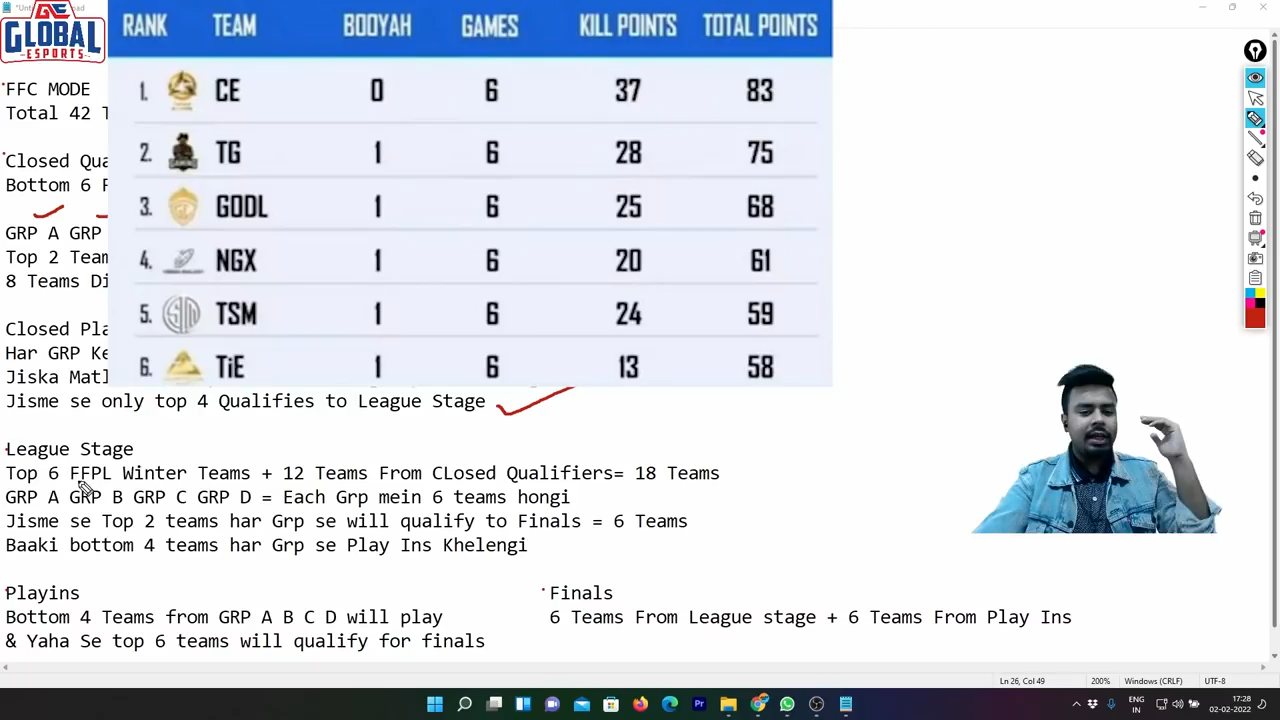 GLOBAL
ESPORTS
RANK TEAM BOOYAH GAMES KILL POINTS TOTAL POINTS
1. CE 0 6 37 83
2. TG 1 6 28 75
3. GODL 1 6 25 68
4. NGX 1 6 20 61
5. TSM 1 6 24 59
6. TiE 1 6 13 58
FFC MODE
Total 42
Closed
Bottom 6
GRP A GRP
Top 2
8 Teams
Closed
Har GRP
Jiska
Jisme se only top 4 Qualifies to League Stage
League Stage
Top 6 FFPL Winter Teams + 12 Teams From CLosed Qualifiers= 18 Teams
GRP A GRP B GRP C GRP D = Each Grp mein 6 teams hongi
Jisme se Top 2 teams har Grp se will qualify to Finals = 6 Teams
Baaki bottom 4 teams har Grp se Play Ins Khelengi
Playins
Bottom 4 Teams from GRP A B C D will play
& Yaha Se top 6 teams will qualify for finals
Finals
6 Teams From League stage + 6 Teams From Play Ins
Ln 26, Col 49 200% Windows (CRLF) UTF-8
ENG
IN
17:28
02-02-2022